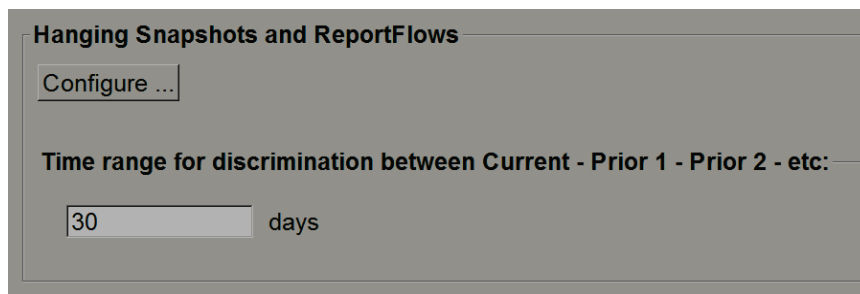 Hanging Snapshots and ReportFlows
Configure ...
Time range for discrimination between Current - Prior 1 - Prior 2 - etc:
30 days